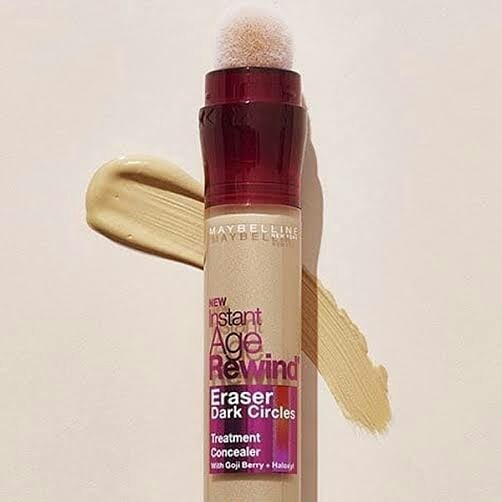 MAYBELLINE
NEW YORK
NEW
Instant
Age
Rewind
Eraser
Dark Circles
Treatment
Concealer
With Goji Berry + Haloxyl